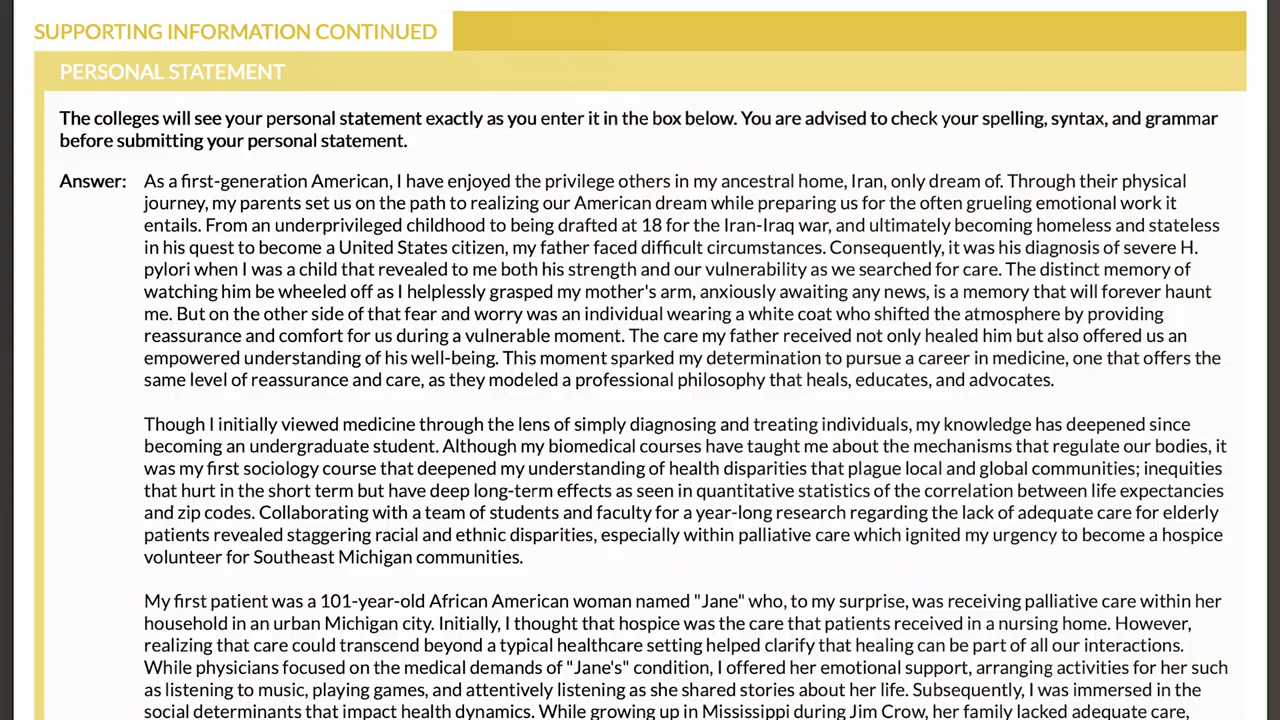 SUPPORTING INFORMATION CONTINUED
PERSONAL STATEMENT
The colleges will see your personal statement exactly as you enter it in the box below. You are advised to check your spelling, syntax, and grammar
before submitting your personal statement.
Answer: As a first-generation American, I have enjoyed the privilege others in my ancestral home, Iran, only dream of. Through their physical
journey, my parents set us on the path to realizing our American dream while preparing us for the often grueling emotional work it
entails. From an underprivileged childhood to being drafted at 18 for the Iran-Iraq war, and ultimately becoming homeless and stateless
in his quest to become a United States citizen, my father faced difficult circumstances. Consequently, it was his diagnosis of severe H.
pylori when I was a child that revealed to me both his strength and our vulnerability as we searched for care. The distinct memory of
watching him be wheeled off as I helplessly grasped my mother's arm, anxiously awaiting any news, is a memory that will forever haunt
me. But on the other side of that fear and worry was an individual wearing a white coat who shifted the atmosphere by providing
reassurance and comfort for us during a vulnerable moment. The care my father received not only healed him but also offered us an
empowered understanding of his well-being. This moment sparked my determination to pursue a career in medicine, one that offers the
same level of reassurance and care, as they modeled a professional philosophy that heals, educates, and advocates.
Though I initially viewed medicine through the lens of simply diagnosing and treating individuals, my knowledge has deepened since
becoming an undergraduate student. Although my biomedical courses have taught me about the mechanisms that regulate our bodies, it
was my first sociology course that deepened my understanding of health disparities that plague local and global communities; inequities
that hurt in the short term but have deep long-term effects as seen in quantitative statistics of the correlation between life expectancies
and zip codes. Collaborating with a team of students and faculty for a year-long research regarding the lack of adequate care for elderly
patients revealed staggering racial and ethnic disparities, especially within palliative care which ignited my urgency to become a hospice
volunteer for Southeast Michigan communities.
My first patient was a 101-year-old African American woman named "Jane" who, to my surprise, was receiving palliative care within her
household in an urban Michigan city. Initially, I thought that hospice was the care that patients received in a nursing home. However,
realizing that care could transcend beyond a typical healthcare setting helped clarify that healing can be part of all our interactions.
While physicians focused on the medical demands of "Jane's" condition, I offered her emotional support, arranging activities for her such
as listening to music, playing games, and attentively listening as she shared stories about her life. Subsequently, I was immersed in the
social determinants that impact health dynamics. While growing up in Mississippi during Jim Crow, her family lacked adequate care,